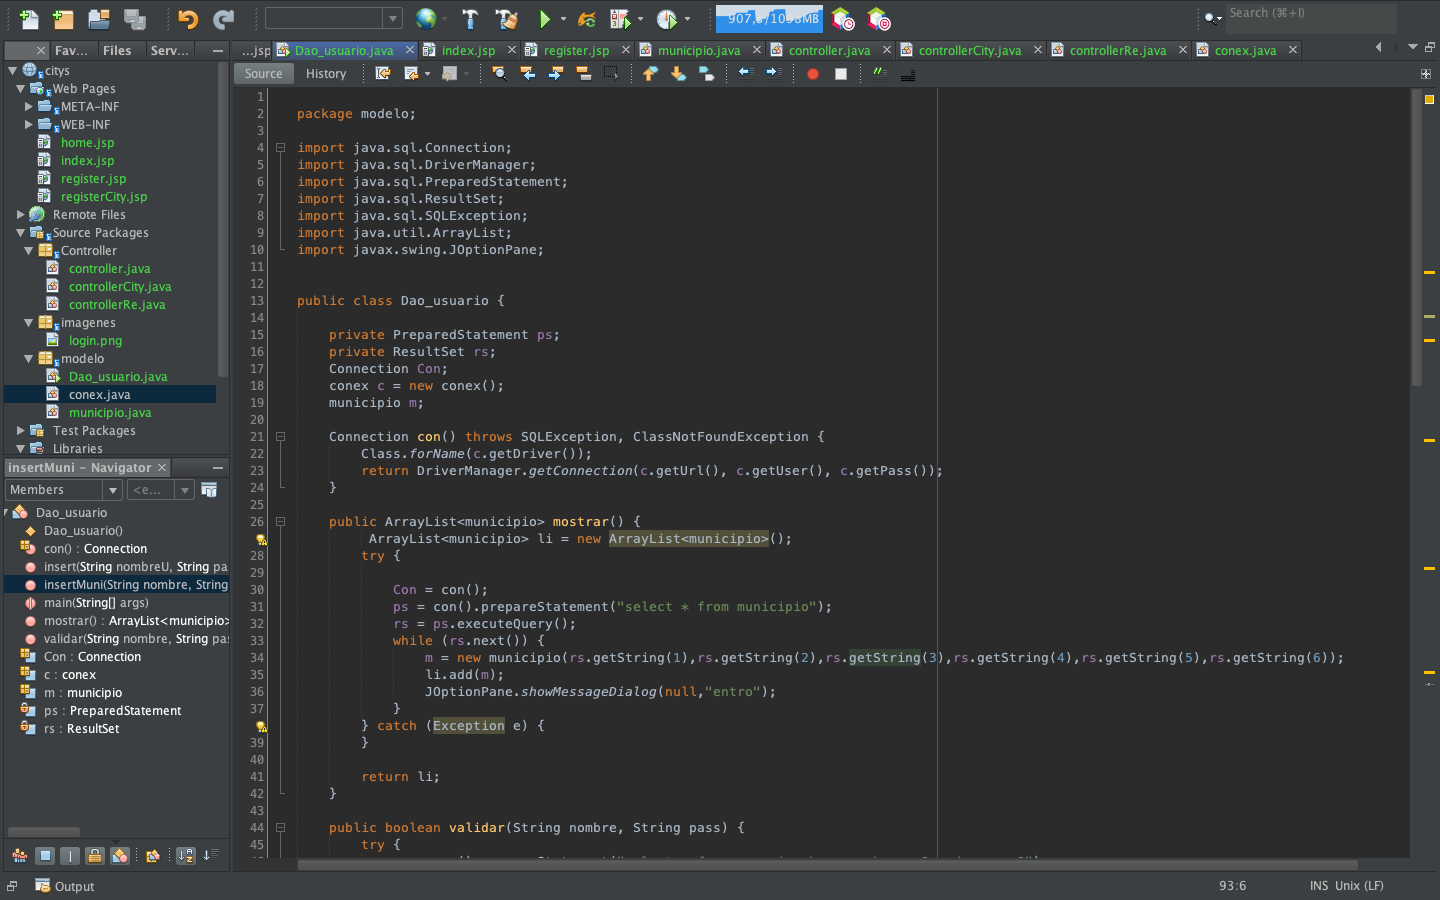 907,0/1098MB
Search (⌘+I)
Fav...
Files
Serv...
...jsp
Dao_usuario.java
index.jsp
register.jsp
municipio.java
controller.java
controllerCity.java
controllerRe.java
conex.java
Source
History
citys
Web Pages
META-INF
WEB-INF
home.jsp
index.jsp
register.jsp
registerCity.jsp
Remote Files
Source Packages
Controller
controller.java
controllerCity.java
controllerRe.java
imagenes
login.png
modelo
Dao_usuario.java
conex.java
municipio.java
Test Packages
Libraries
insertMuni – Navigator
Members
<e...
Dao_usuario
Dao_usuario()
con() : Connection
insert(String nombreU, String pa
insertMuni(String nombre, String
main(String[] args)
mostrar() : ArrayList<municipio>
validar(String nombre, String pas
Con : Connection
c : conex
m : municipio
ps : PreparedStatement
rs : ResultSet
1
2 package modelo;
3
4 import java.sql.Connection;
5 import java.sql.DriverManager;
6 import java.sql.PreparedStatement;
7 import java.sql.ResultSet;
8 import java.sql.SQLException;
9 import java.util.ArrayList;
10 import javax.swing.JOptionPane;
11
12
13 public class Dao_usuario {
14
15 private PreparedStatement ps;
16 private ResultSet rs;
17 Connection Con;
18 conex c = new conex();
19 municipio m;
20
21 Connection con() throws SQLException, ClassNotFoundException {
22 Class.forName(c.getDriver());
23 return DriverManager.getConnection(c.getUrl(), c.getUser(), c.getPass());
24 }
25
26 public ArrayList<municipio> mostrar() {
ArrayList<municipio> li = new ArrayList<municipio>();
28 try {
29
30 Con = con();
31 ps = con().prepareStatement("select * from municipio");
32 rs = ps.executeQuery();
33 while (rs.next()) {
34 m = new municipio(rs.getString(1),rs.getString(2),rs.getString(3),rs.getString(4),rs.getString(5),rs.getString(6));
35 li.add(m);
36 JOptionPane.showMessageDialog(null,"entro");
37 }
} catch (Exception e) {
39 }
40
41 return li;
42 }
43
44 public boolean validar(String nombre, String pass) {
45 try {
Output
93:6
INS Unix (LF)